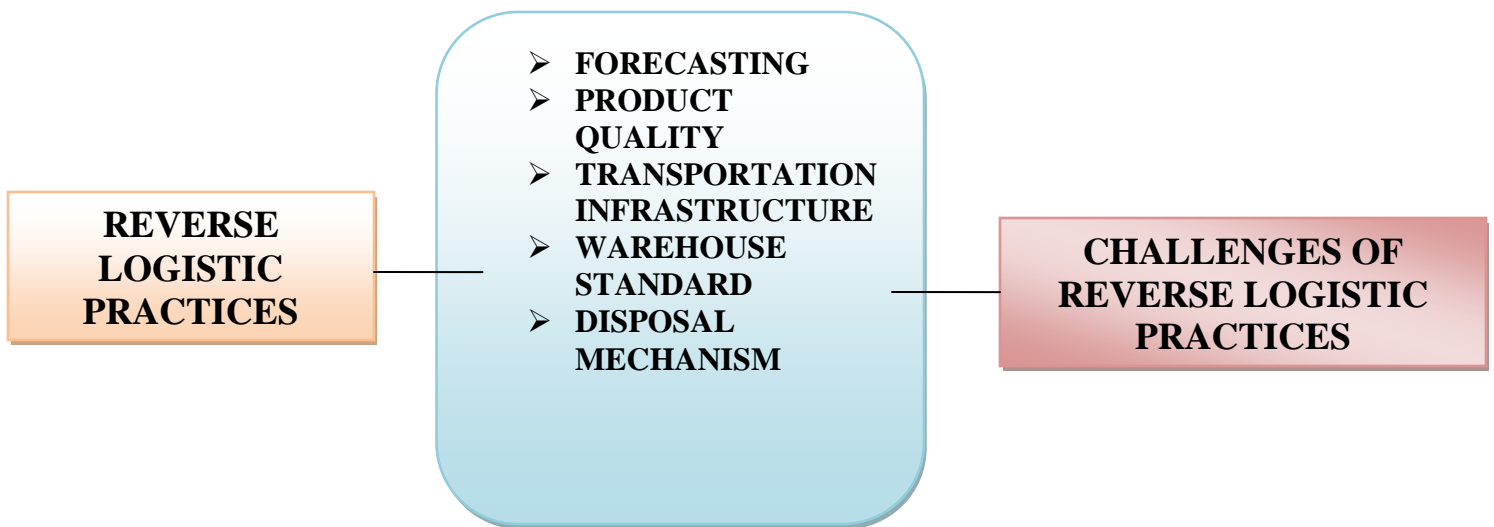 REVERSE
LOGISTIC
PRACTICES
➢ FORECASTING
➢ PRODUCT
QUALITY
➢ TRANSPORTATION
INFRASTRUCTURE
➢ WAREHOUSE
STANDARD
➢ DISPOSAL
MECHANISM
CHALLENGES OF
REVERSE LOGISTIC
PRACTICES